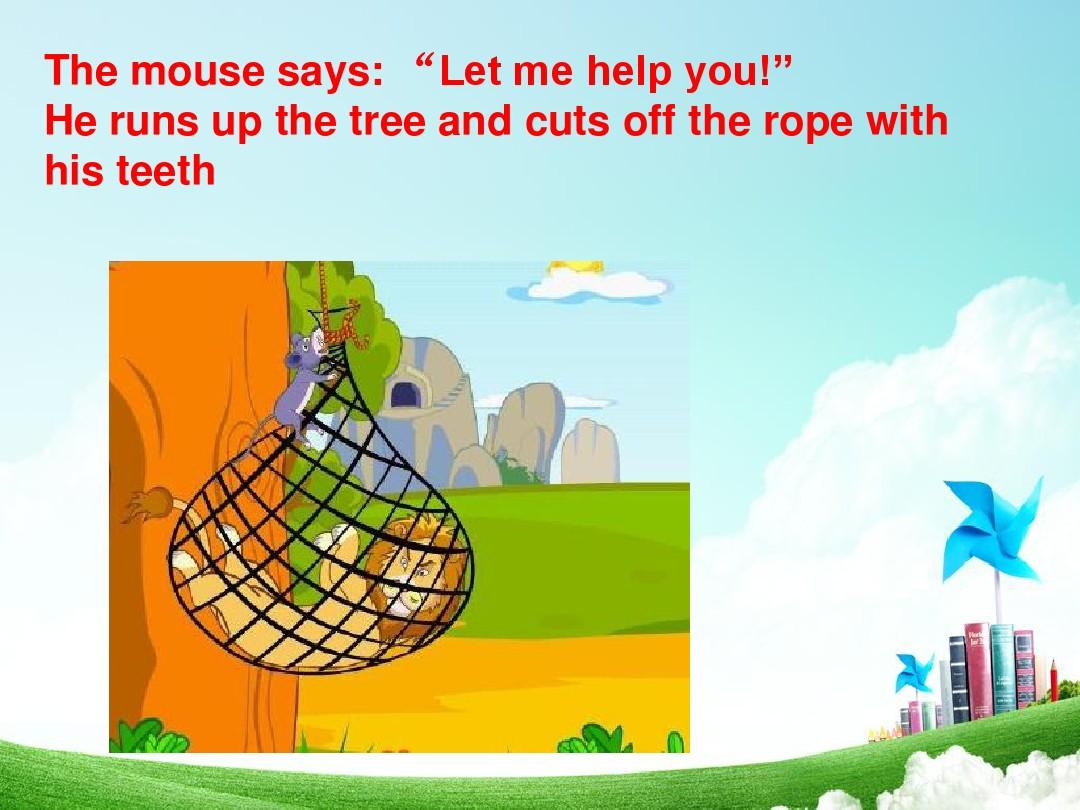 The mouse says: “Let me help you!”
He runs up the tree and cuts off the rope with
his teeth